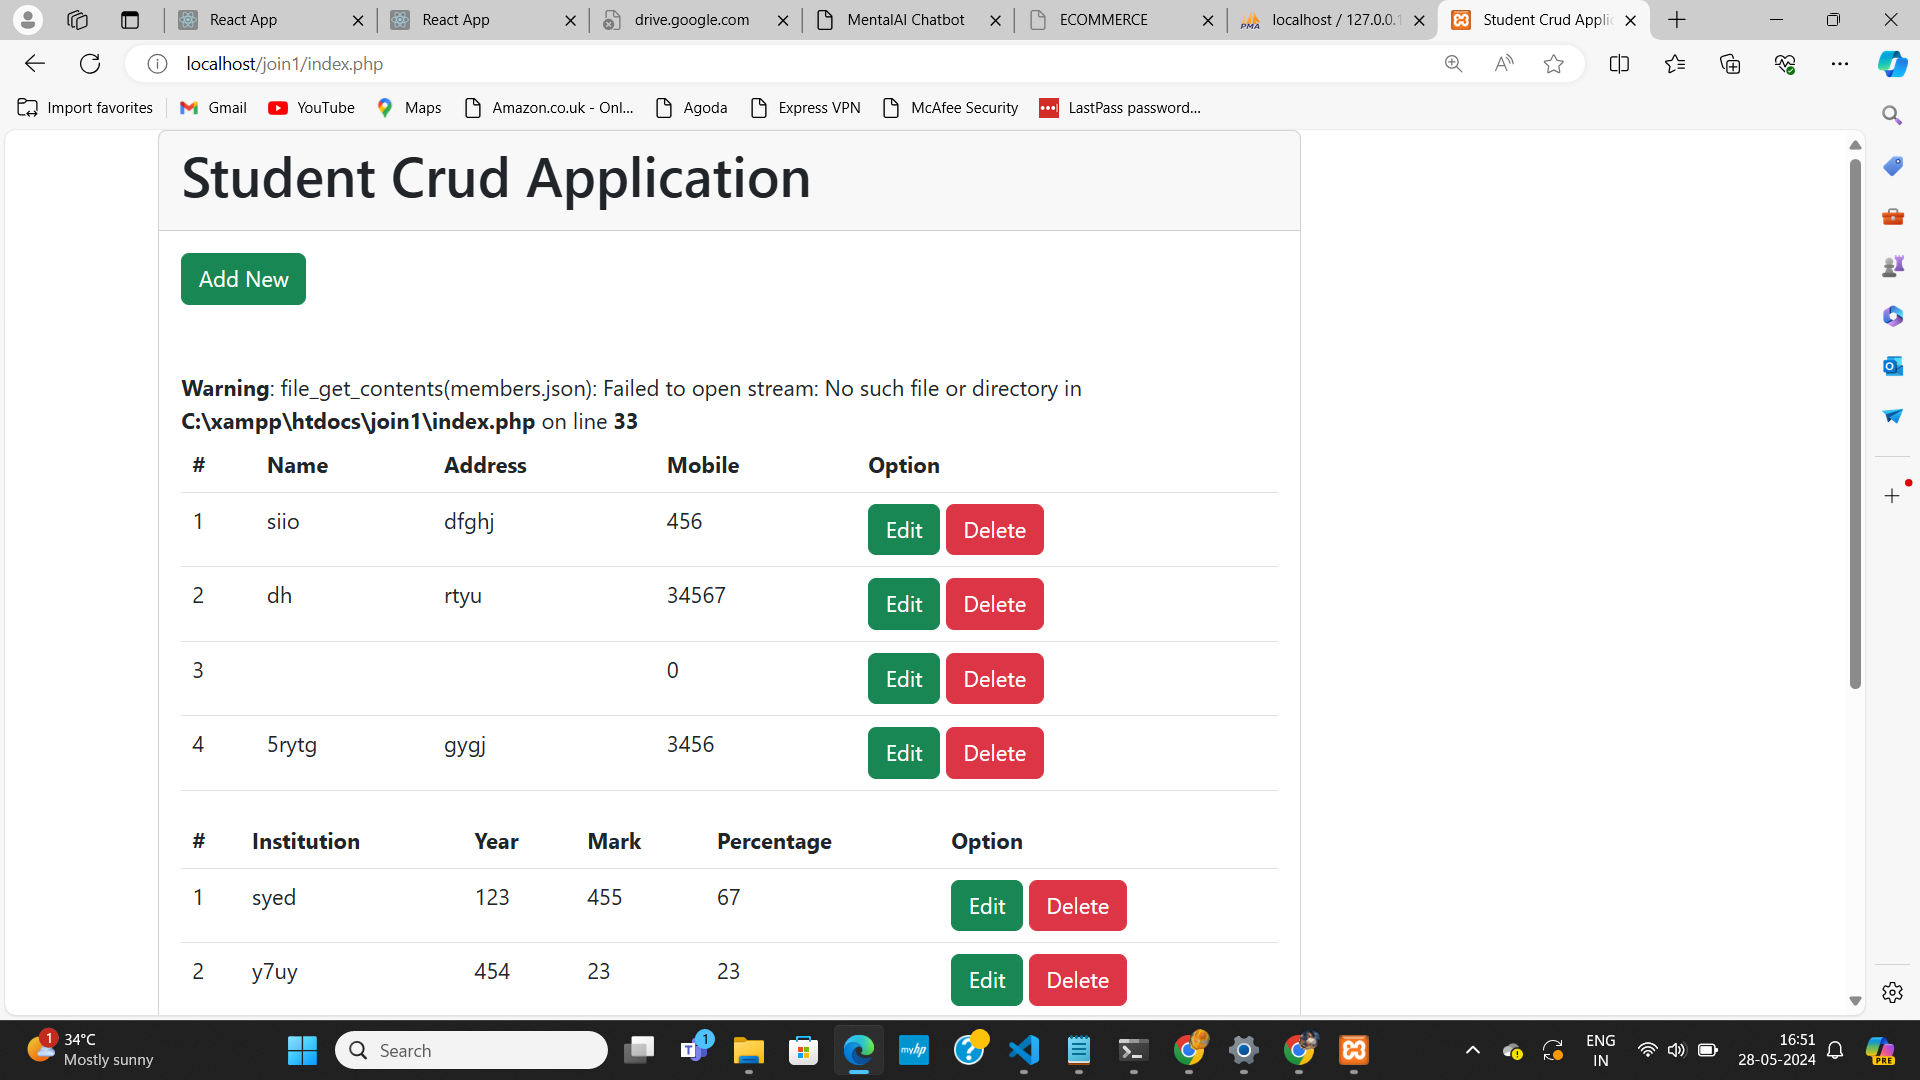 React App
React App
drive.google.com
MentalAI Chatbot
ECOMMERCE
localhost / 127.0.0.1
Student Crud Applic
localhost/join1/index.php
Import favorites
Gmail
YouTube
Maps
Amazon.co.uk - Onl...
Agoda
Express VPN
McAfee Security
LastPass password...
Student Crud Application
Add New
Warning: file_get_contents(members.json): Failed to open stream: No such file or directory in
C:\xampp\htdocs\join1\index.php on line 33
# Name Address Mobile Option
1 siio dfghj 456 Edit Delete
2 dh rtyu 34567 Edit Delete
3 0 Edit Delete
4 5rytg gygj 3456 Edit Delete
# Institution Year Mark Percentage Option
1 syed 123 455 67 Edit Delete
2 y7uy 454 23 23 Edit Delete
1 34°C
Mostly sunny
Search
1
myhp
ENG
IN
16:51
28-05-2024
PRE